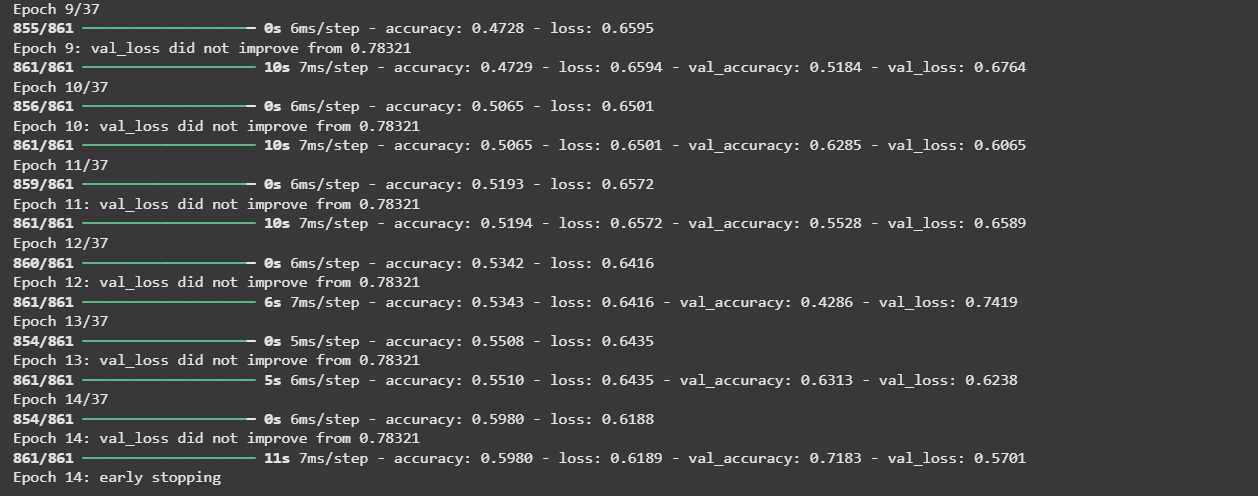 Epoch 9/37
855/861 ━━━━━━━━━━━━━━━━━━━━ 0s 6ms/step - accuracy: 0.4728 - loss: 0.6595
Epoch 9: val_loss did not improve from 0.78321
861/861 ━━━━━━━━━━━━━━━━━━━━ 10s 7ms/step - accuracy: 0.4729 - loss: 0.6594 - val_accuracy: 0.5184 - val_loss: 0.6764
Epoch 10/37
856/861 ━━━━━━━━━━━━━━━━━━━━ 0s 6ms/step - accuracy: 0.5065 - loss: 0.6501
Epoch 10: val_loss did not improve from 0.78321
861/861 ━━━━━━━━━━━━━━━━━━━━ 10s 7ms/step - accuracy: 0.5065 - loss: 0.6501 - val_accuracy: 0.6285 - val_loss: 0.6065
Epoch 11/37
859/861 ━━━━━━━━━━━━━━━━━━━━ 0s 6ms/step - accuracy: 0.5193 - loss: 0.6572
Epoch 11: val_loss did not improve from 0.78321
861/861 ━━━━━━━━━━━━━━━━━━━━ 10s 7ms/step - accuracy: 0.5194 - loss: 0.6572 - val_accuracy: 0.5528 - val_loss: 0.6589
Epoch 12/37
860/861 ━━━━━━━━━━━━━━━━━━━━ 0s 6ms/step - accuracy: 0.5342 - loss: 0.6416
Epoch 12: val_loss did not improve from 0.78321
861/861 ━━━━━━━━━━━━━━━━━━━━ 6s 7ms/step - accuracy: 0.5343 - loss: 0.6416 - val_accuracy: 0.4286 - val_loss: 0.7419
Epoch 13/37
854/861 ━━━━━━━━━━━━━━━━━━━━ 0s 5ms/step - accuracy: 0.5508 - loss: 0.6435
Epoch 13: val_loss did not improve from 0.78321
861/861 ━━━━━━━━━━━━━━━━━━━━ 5s 6ms/step - accuracy: 0.5510 - loss: 0.6435 - val_accuracy: 0.6313 - val_loss: 0.6238
Epoch 14/37
854/861 ━━━━━━━━━━━━━━━━━━━━ 0s 6ms/step - accuracy: 0.5980 - loss: 0.6188
Epoch 14: val_loss did not improve from 0.78321
861/861 ━━━━━━━━━━━━━━━━━━━━ 11s 7ms/step - accuracy: 0.5980 - loss: 0.6189 - val_accuracy: 0.7183 - val_loss: 0.5701
Epoch 14: early stopping